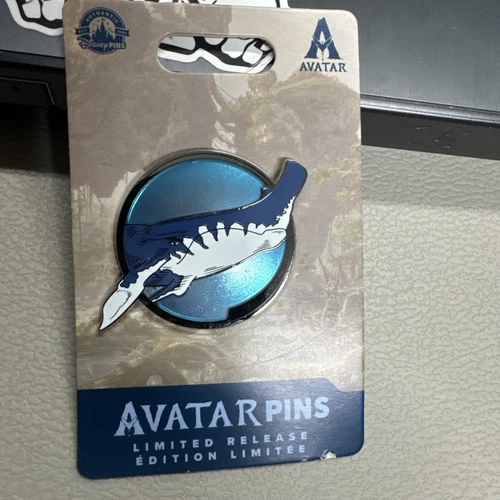 AUTHENTIC
Disney PINS
AVATAR
AVATAR PINS
LIMITED RELEASE
ÉDITION LIMITÉE